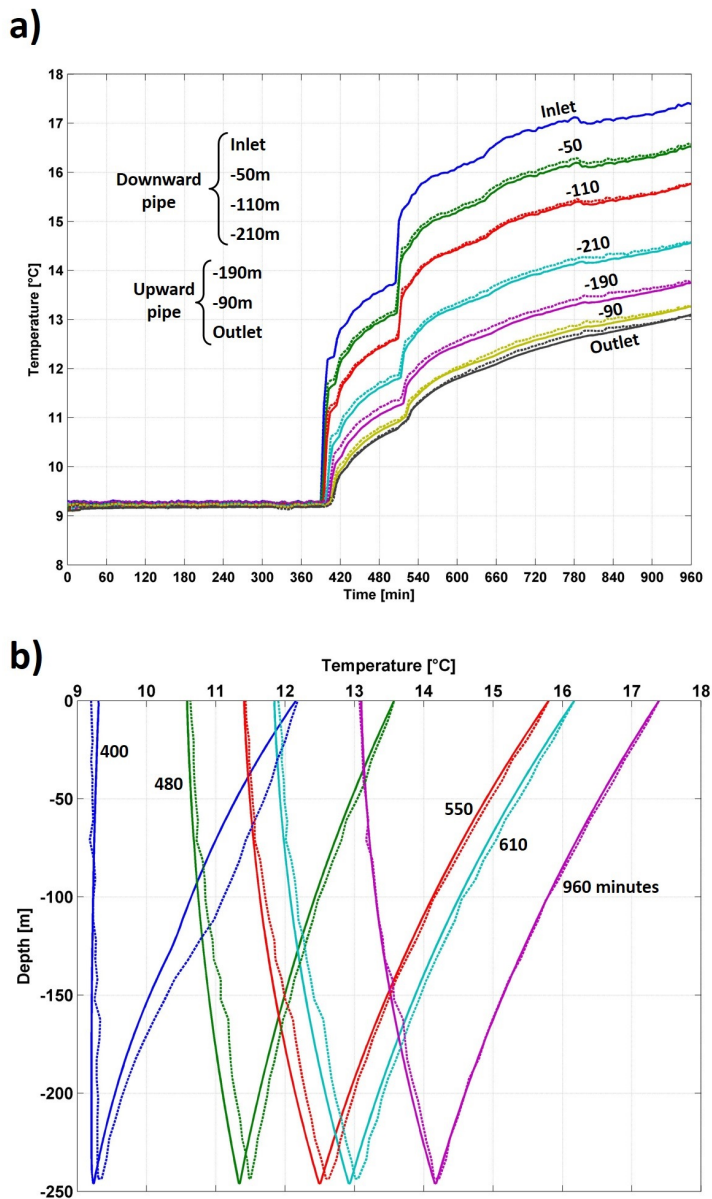 a)
18
17
16
15
14
13
12
11
10
9
8
Temperature [°C]
Downward pipe
Inlet
-50m
-110m
-210m
Upward pipe
-190m
-90m
Outlet
Inlet
-50
-110
-210
-190
-90
Outlet
0 60 120 180 240 300 360 420 480 540 600 660 720 780 840 900 960
Time [min]
b)
Temperature [°C]
9 10 11 12 13 14 15 16 17 18
0
-50
-100
-150
-200
-250
Depth [m]
400
480
550
610
960 minutes